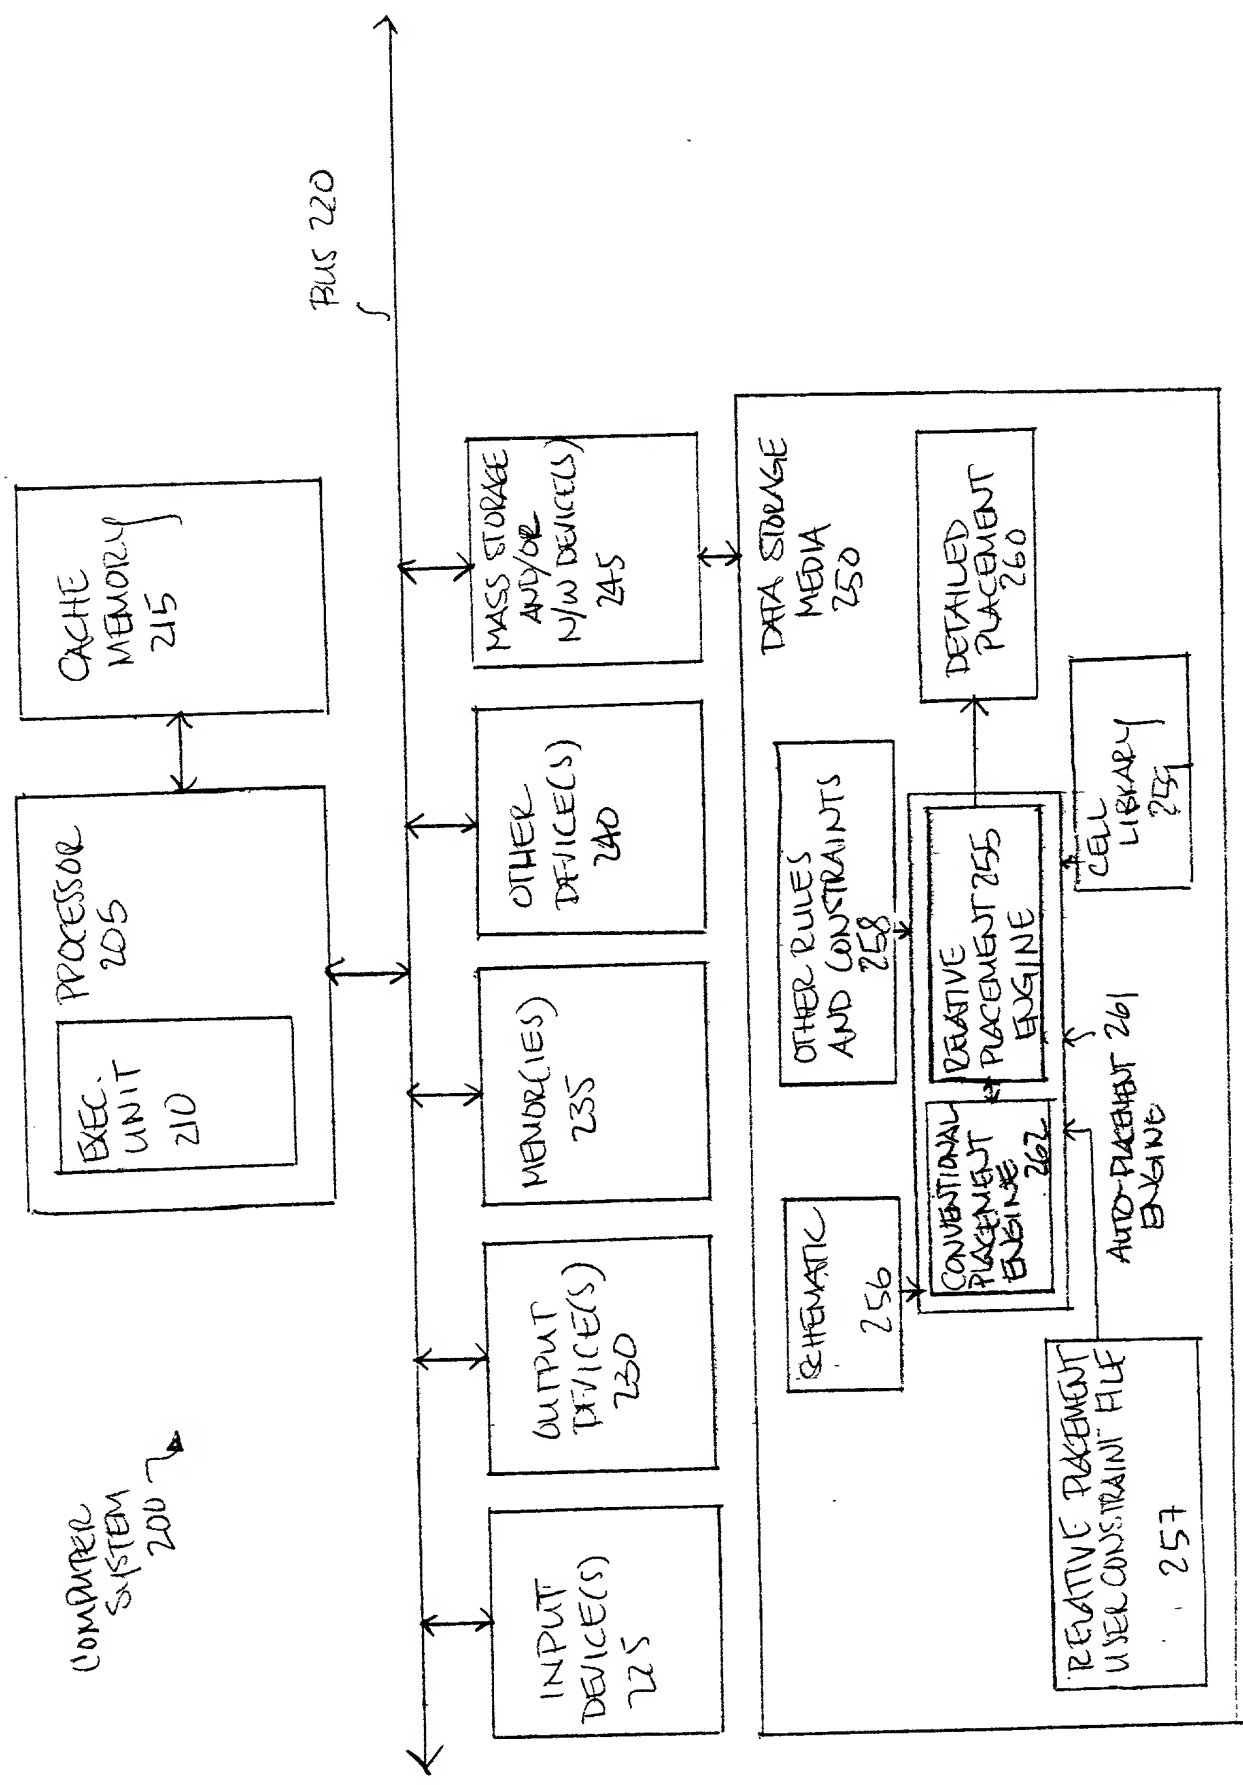 COMPUTER
SYSTEM
200
EXEC.
UNIT
210
PROCESSOR
205
CACHE
MEMORY
215
BUS 220
INPUT
DEVICE(S)
225
OUTPUT
DEVICE(S)
230
MEMOR(IES)
235
OTHER
DEVICE(S)
240
MASS STORAGE
AND/OR
N/W DEVICE(S)
245
DATA STORAGE
MEDIA
250
SCHEMATIC
256
OTHER RULES
AND CONSTRAINTS
258
CONVENTIONAL
PLACEMENT
ENGINE
262
RELATIVE
PLACEMENT 255
ENGINE
DETAILED
PLACEMENT
260
RELATIVE PLACEMENT
USER CONSTRAINT FILE
257
AUTO-PLACEMENT 261
ENGINE
CELL
LIBRARY
259